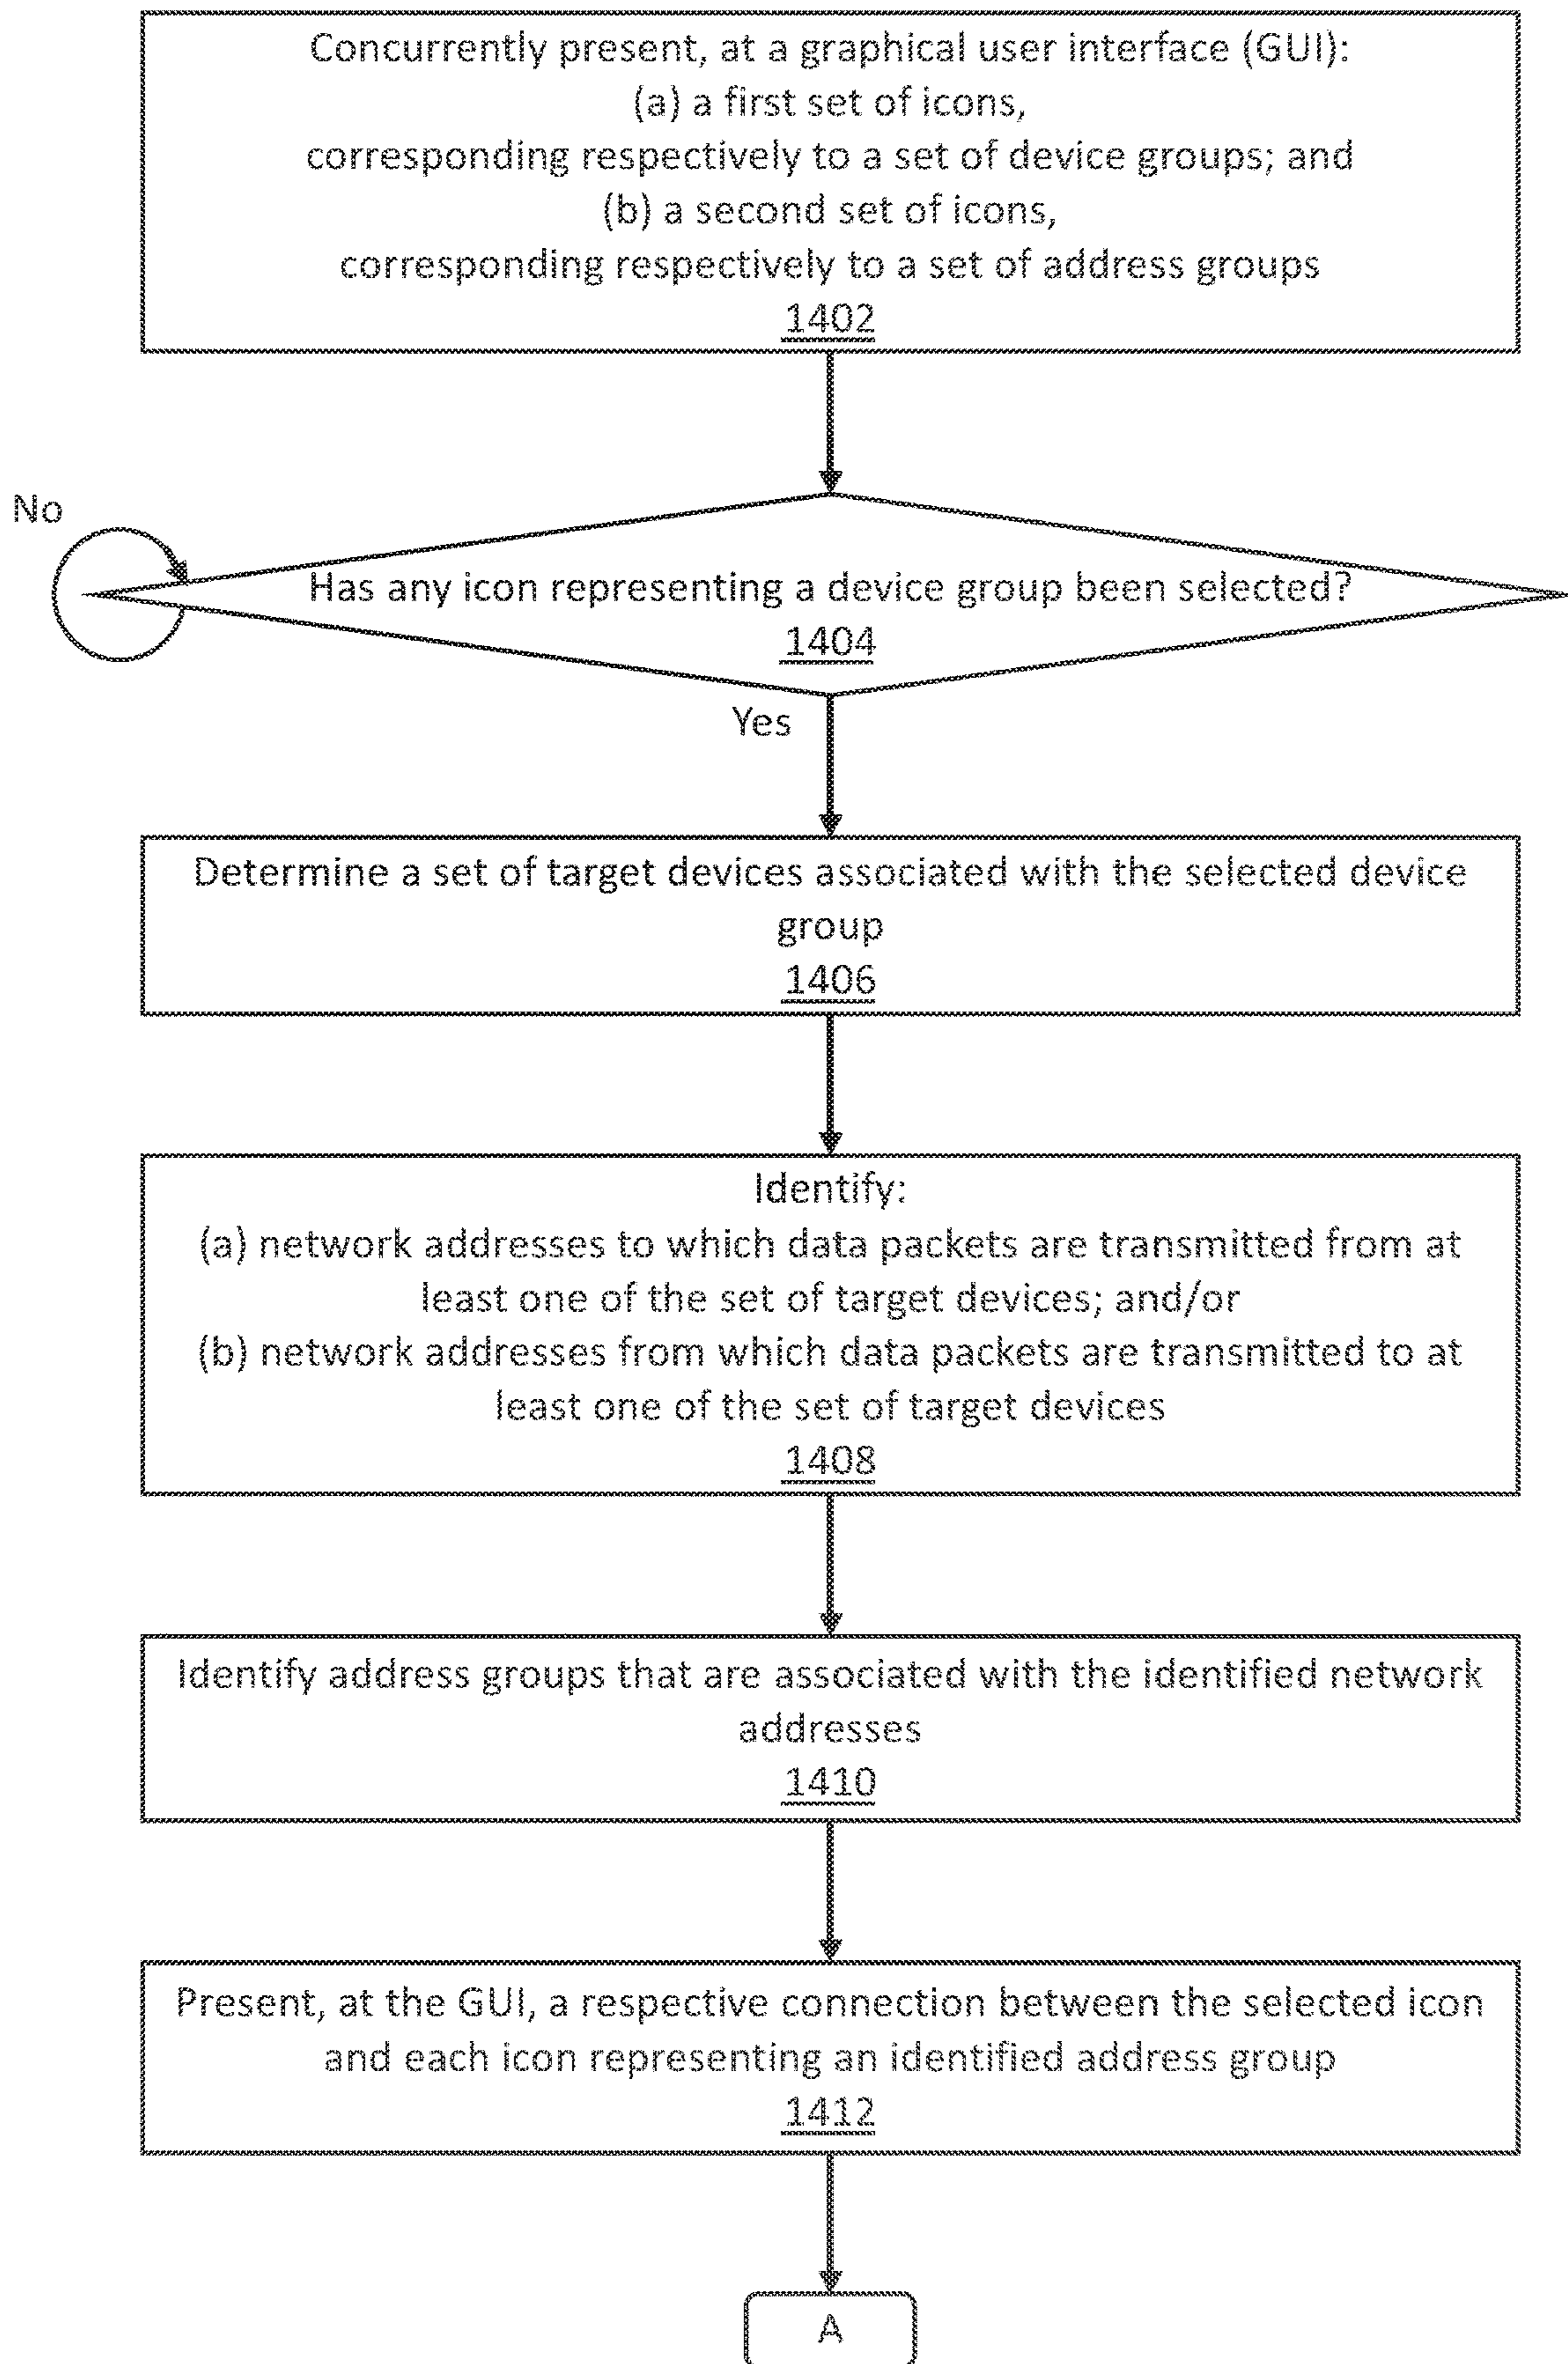 Concurrently present, at a graphical user interface (GUI):
(a) a first set of icons,
corresponding respectively to a set of device groups; and
(b) a second set of icons,
corresponding respectively to a set of address groups
1402
No
Has any icon representing a device group been selected?
1404
Yes
Determine a set of target devices associated with the selected device
group
1406
Identify:
(a) network addresses to which data packets are transmitted from at
least one of the set of target devices; and/or
(b) network addresses from which data packets are transmitted to at
least one of the set of target devices
1408
Identify address groups that are associated with the identified network
addresses
1410
Present, at the GUI, a respective connection between the selected icon
and each icon representing an identified address group
1412
A